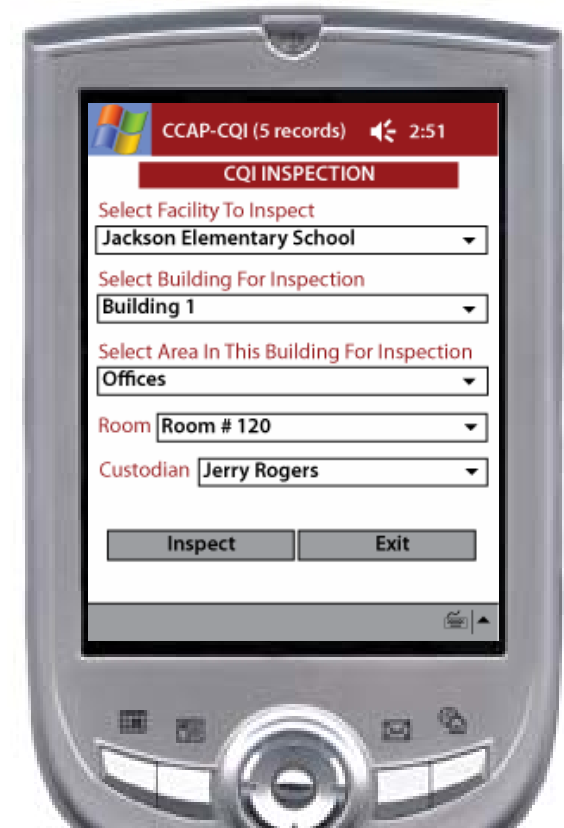 CCAP-CQI (5 records) 2:51
CQI INSPECTION
Select Facility To Inspect
Jackson Elementary School
Select Building For Inspection
Building 1
Select Area In This Building For Inspection
Offices
Room Room # 120
Custodian Jerry Rogers
Inspect Exit